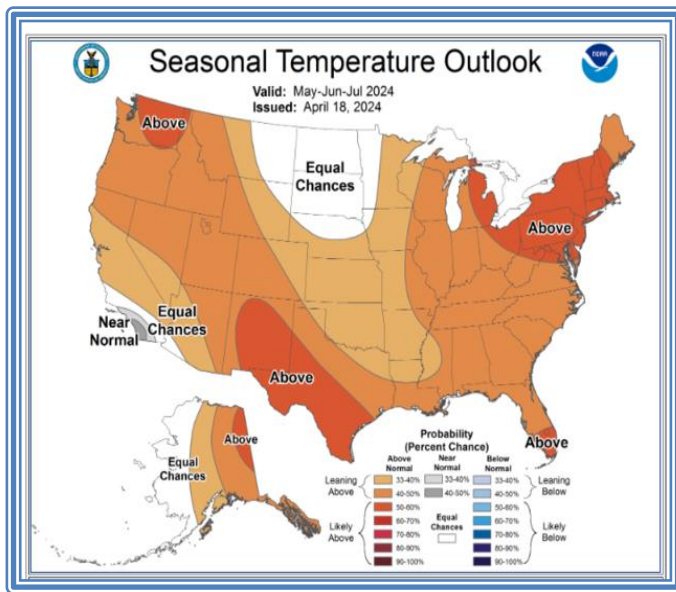 Seasonal Temperature Outlook
NOAA
Valid: May-Jun-Jul 2024
Issued: April 18, 2024
Above
Equal
Chances
Above
Near
Normal
Equal
Chances
Above
Above
Equal
Chances
Above
Probability
(Percent Chance)
Above Normal
Near Normal
Below Normal
Leaning Above
33-40%
33-40%
33-40%
Leaning Below
40-50%
40-50%
40-50%
Likely Above
50-60%
50-60%
Likely Below
60-70%
Equal Chances
60-70%
70-80%
70-80%
80-90%
80-90%
90-100%
90-100%